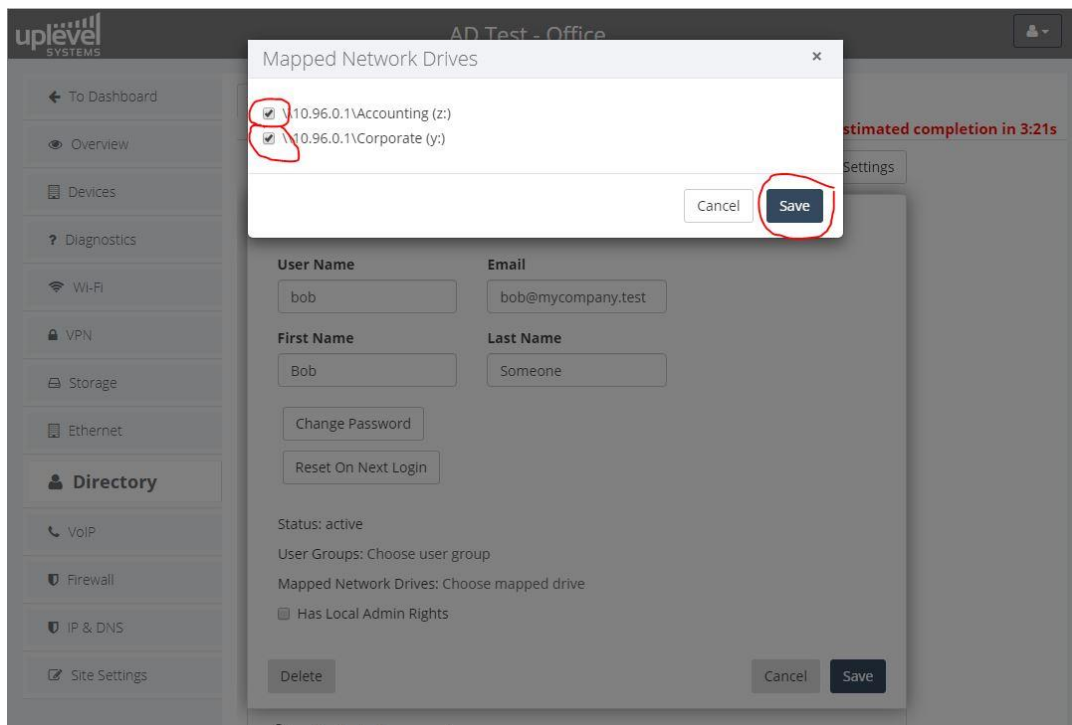 uplevel
SYSTEMS
AD Test - Office
Mapped Network Drives ×
\\10.96.0.1\Accounting (z:)
\\10.96.0.1\Corporate (y:)
Cancel Save
To Dashboard
Overview
Devices
? Diagnostics
Wi-Fi
VPN
Storage
Ethernet
Directory
VoIP
Firewall
IP & DNS
Site Settings
stimated completion in 3:21s
Settings
User Name Email
bob bob@mycompany.test
First Name Last Name
Bob Someone
Change Password
Reset On Next Login
Status: active
User Groups: Choose user group
Mapped Network Drives: Choose mapped drive
Has Local Admin Rights
Delete Cancel Save